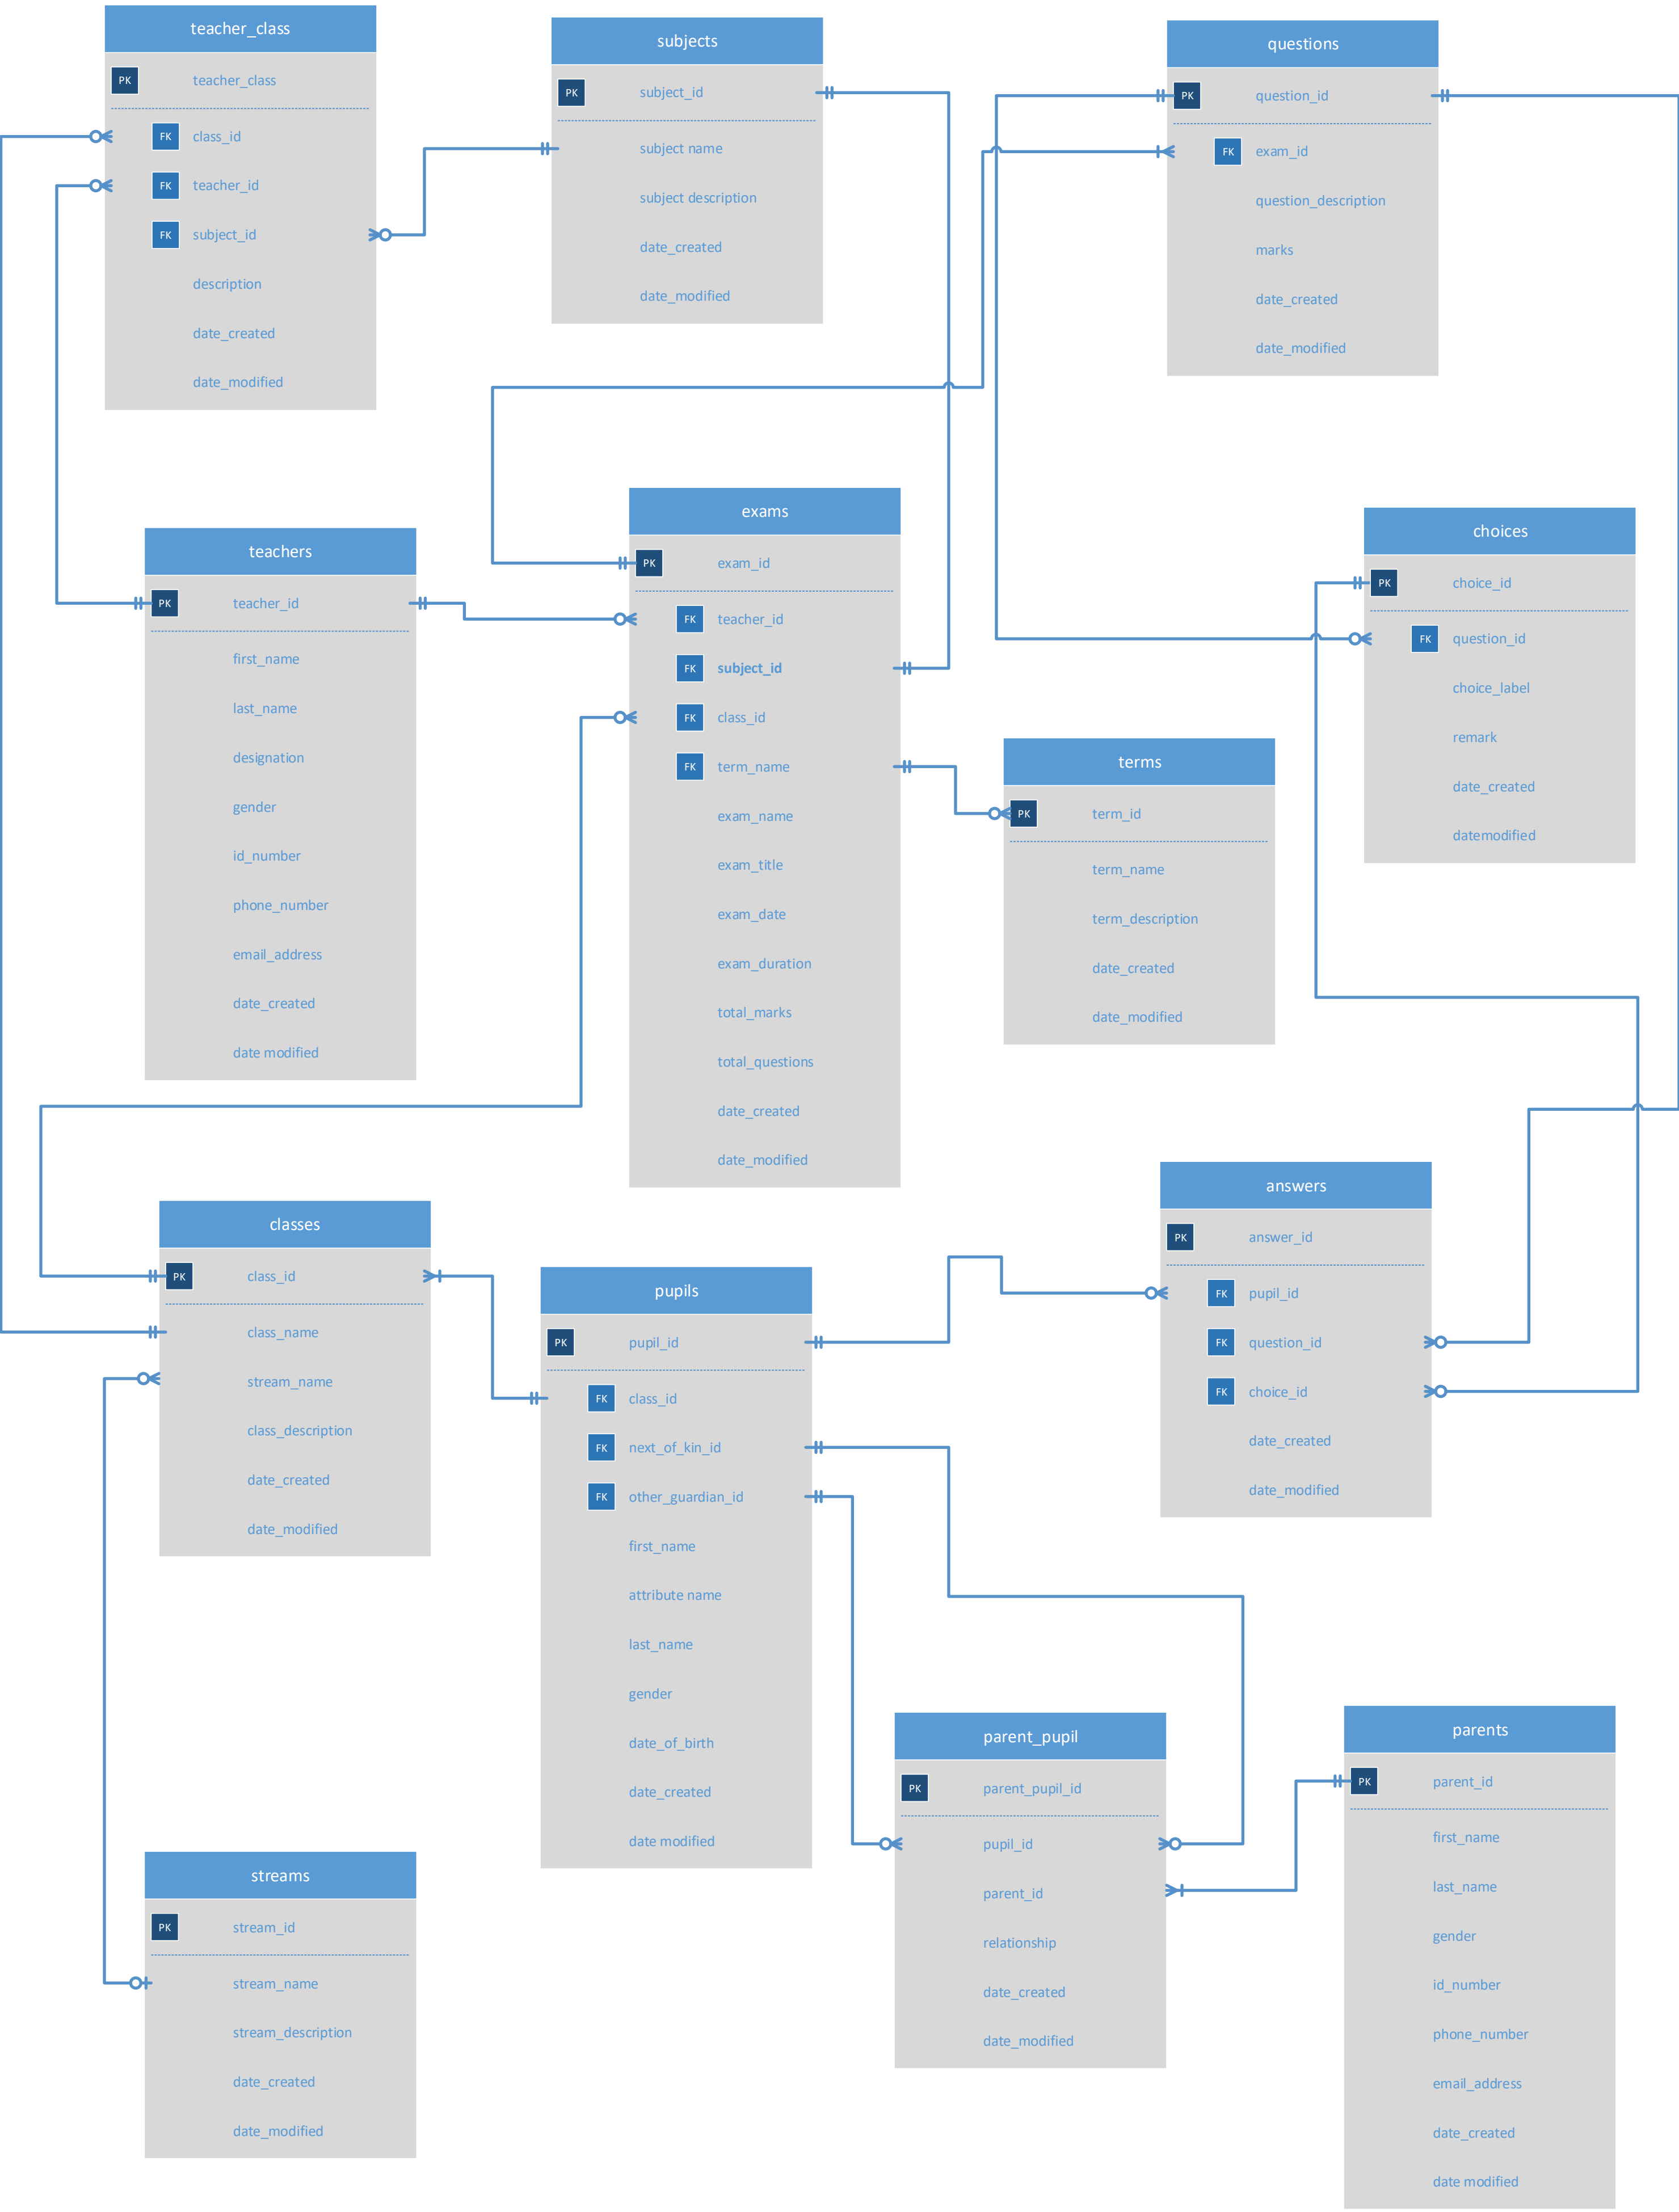 teacher_class
PK teacher_class
FK class_id
FK teacher_id
FK subject_id
description
date_created
date_modified
subjects
PK subject_id
subject name
subject description
date_created
date_modified
questions
PK question_id
FK exam_id
question_description
marks
date_created
date_modified
teachers
PK teacher_id
first_name
last_name
designation
gender
id_number
phone_number
email_address
date_created
date modified
exams
PK exam_id
FK teacher_id
FK subject_id
FK class_id
FK term_name
exam_name
exam_title
exam_date
exam_duration
total_marks
total_questions
date_created
date_modified
choices
PK choice_id
FK question_id
choice_label
remark
date_created
datemodified
terms
PK term_id
term_name
term_description
date_created
date_modified
classes
PK class_id
class_name
stream_name
class_description
date_created
date_modified
pupils
PK pupil_id
FK class_id
FK next_of_kin_id
FK other_guardian_id
first_name
attribute name
last_name
gender
date_of_birth
date_created
date modified
answers
PK answer_id
FK pupil_id
FK question_id
FK choice_id
date_created
date_modified
streams
PK stream_id
stream_name
stream_description
date_created
date_modified
parent_pupil
PK parent_pupil_id
pupil_id
parent_id
relationship
date_created
date_modified
parents
PK parent_id
first_name
last_name
gender
id_number
phone_number
email_address
date_created
date modified